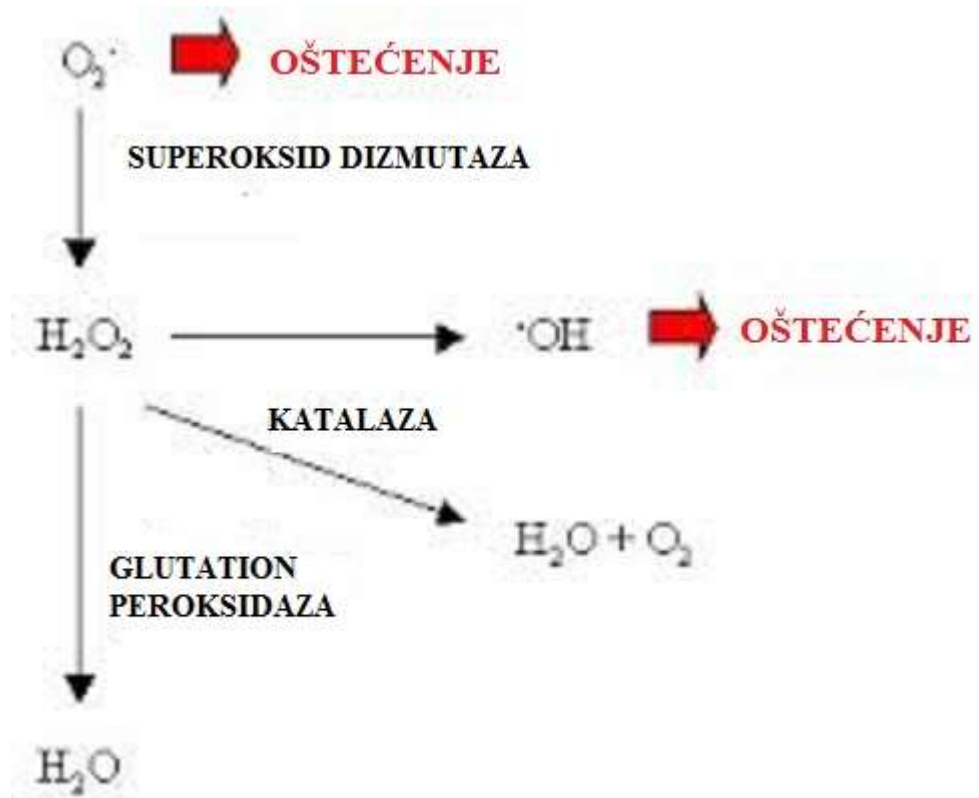 O₂˙ OŠTEĆENJE
SUPEROKSID DIZMUTAZA
H₂O₂ ˙OH OŠTEĆENJE
KATALAZA
H₂O + O₂
GLUTATION
PEROKSIDAZA
H₂O